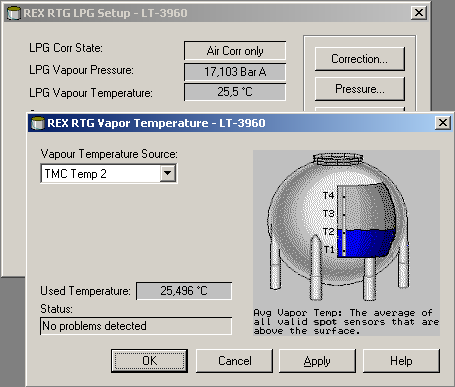 REX RTG LPG Setup - LT-3960
LPG Corr State: Air Corr only
LPG Vapour Pressure: 17,103 Bar A
LPG Vapour Temperature: 25,5 °C
Correction...
Pressure...
REX RTG Vapor Temperature - LT-3960
Vapour Temperature Source:
TMC Temp 2
T4
T3
T2
T1
Used Temperature: 25,496 °C
Status:
No problems detected
Avg Vapor Temp: The average of
all valid spot sensors that are
above the surface.
OK Cancel Apply Help